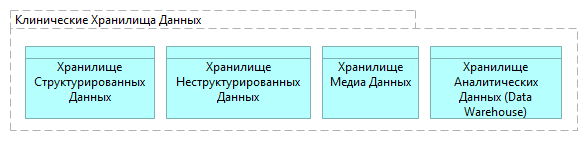 Клинические Хранилища Данных
Хранилище
Структурированных
Данных
Хранилище
Неструктурированных
Данных
Хранилище
Медиа Данных
Хранилище
Аналитических
Данных (Data
Warehouse)